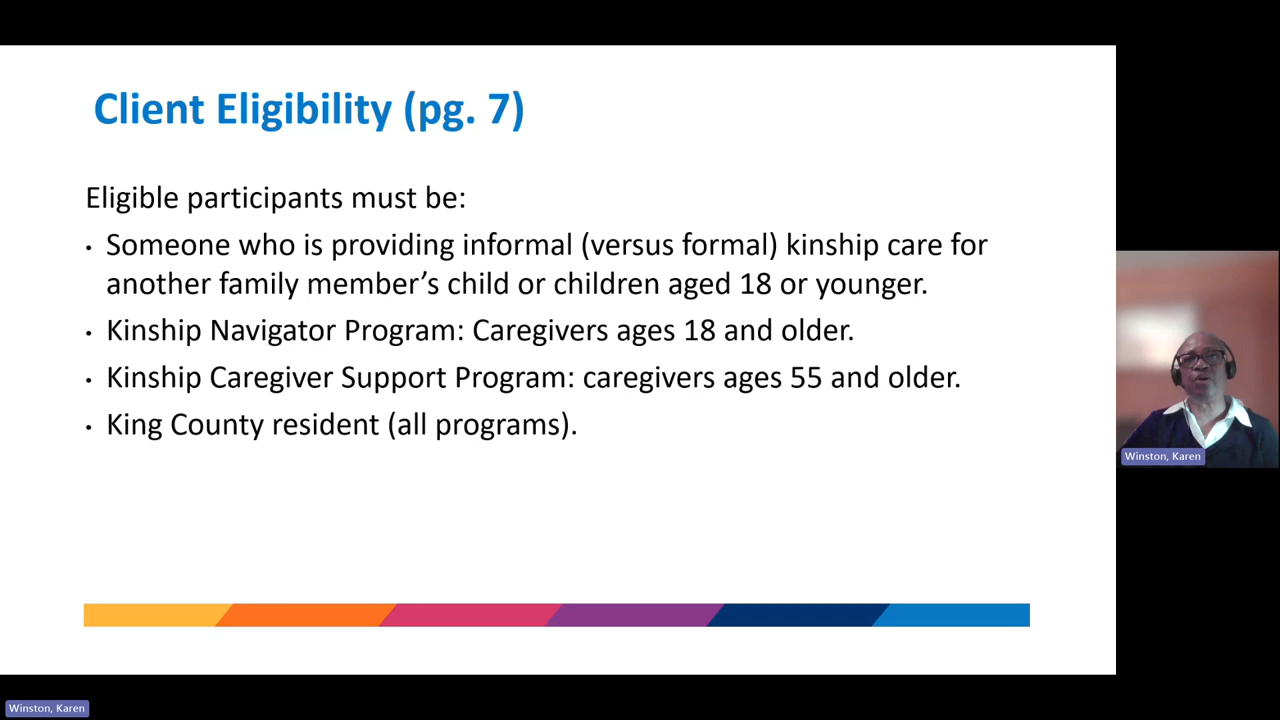 Client Eligibility (pg. 7)
Eligible participants must be:
• Someone who is providing informal (versus formal) kinship care for
another family member’s child or children aged 18 or younger.
• Kinship Navigator Program: Caregivers ages 18 and older.
• Kinship Caregiver Support Program: caregivers ages 55 and older.
• King County resident (all programs).
Winston, Karen
Winston, Karen